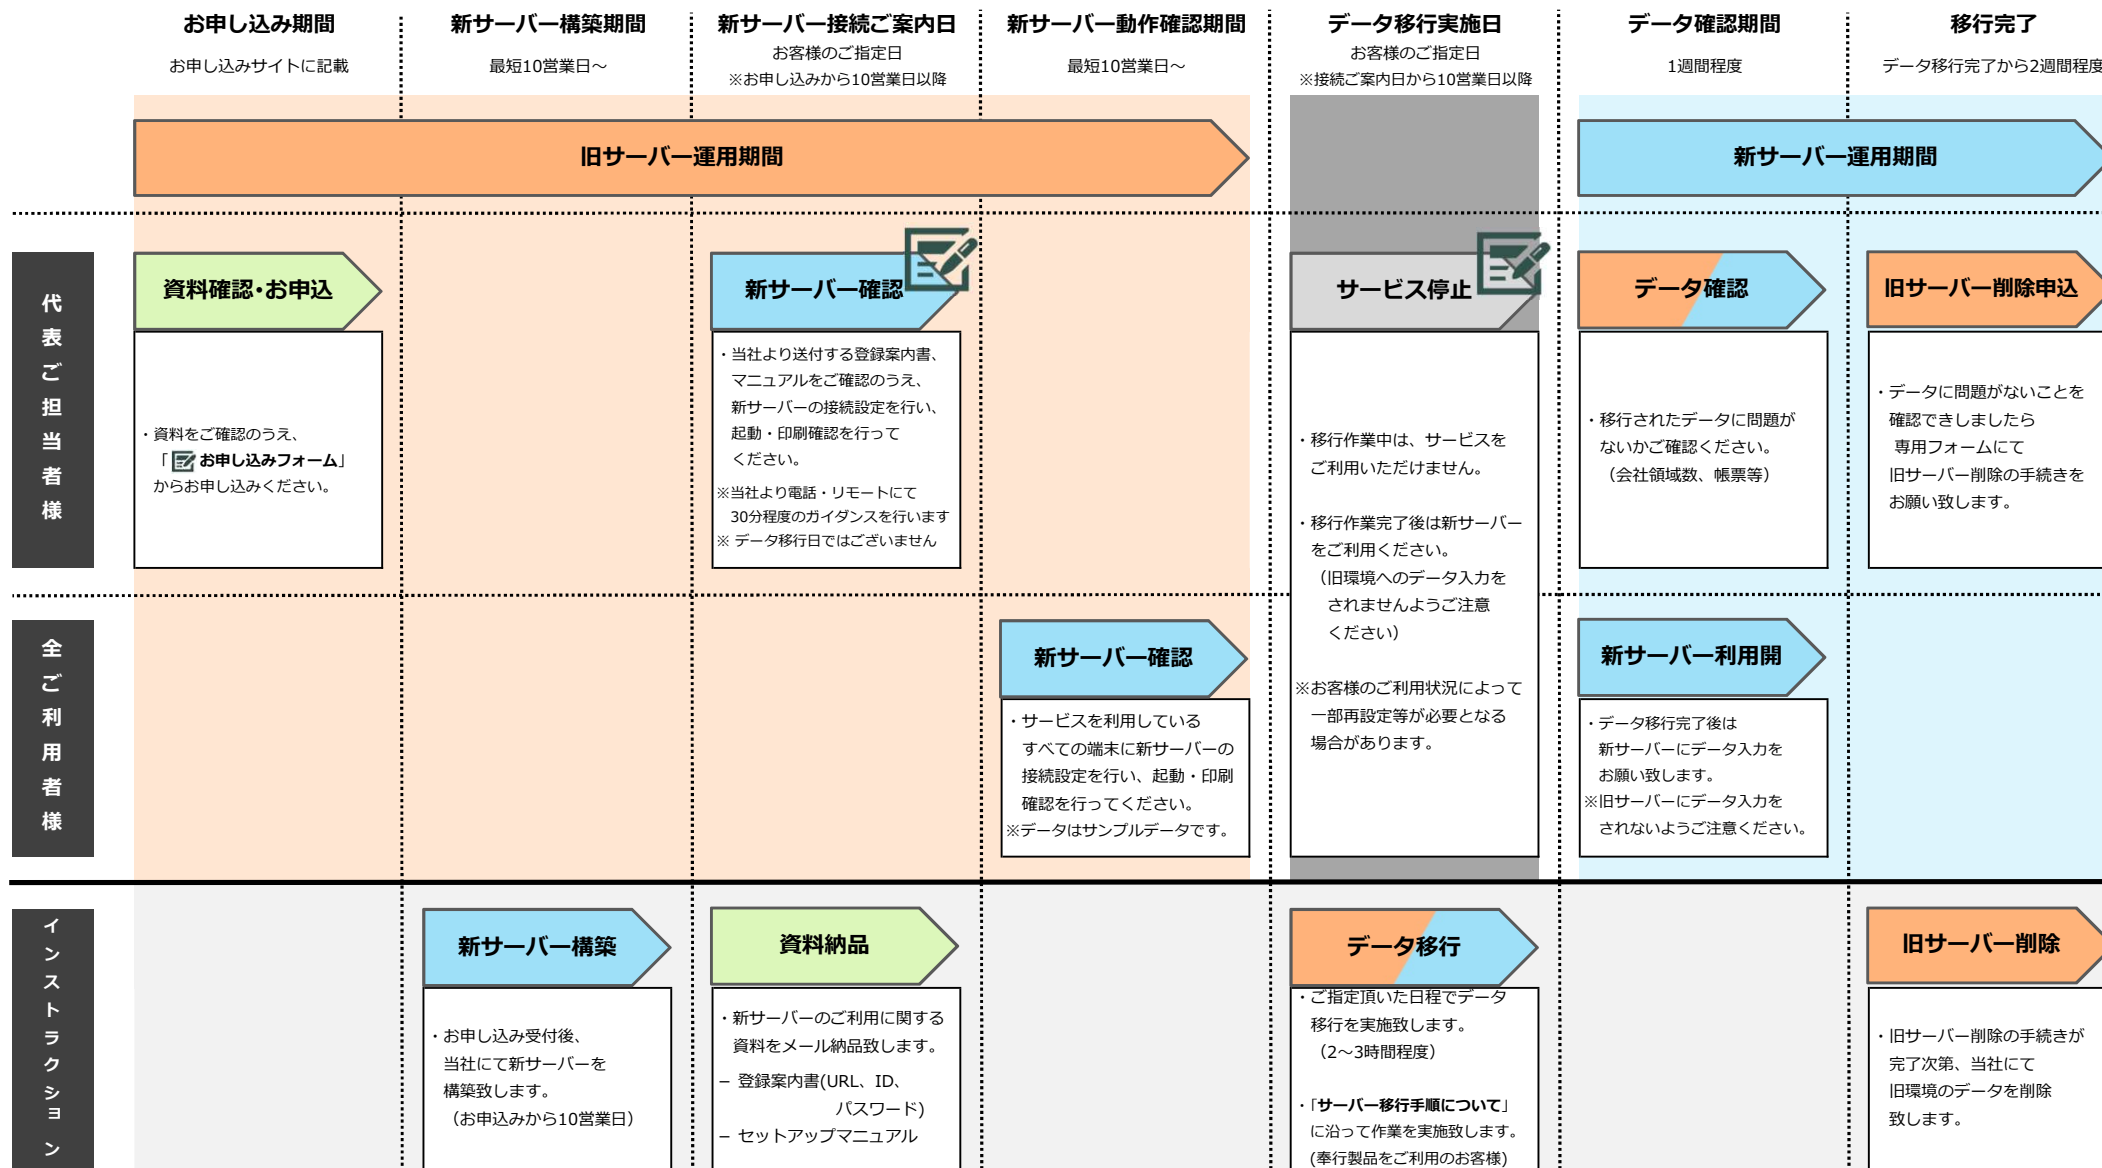 お申し込み期間
お申し込みサイトに記載
新サーバー構築期間
最短10営業日～
新サーバー接続ご案内日
お客様のご指定日
※お申し込みから10営業日以降
新サーバー動作確認期間
最短10営業日～
データ移行実施日
お客様のご指定日
※接続ご案内日から10営業日以降
データ確認期間
1週間程度
移行完了
データ移行完了から2週間程度
旧サーバー運用期間
新サーバー運用期間
代表ご担当者様
資料確認・お申込
・資料をご確認のうえ、
「お申し込みフォーム」
からお申し込みください。
新サーバー確認
・当社より送付する登録案内書、
マニュアルをご確認のうえ、
新サーバーの接続設定を行い、
起動・印刷確認を行って
ください。
※当社より電話・リモートにて
30分程度のガイダンスを行います
※ データ移行日ではございません
サービス停止
・移行作業中は、サービスを
ご利用いただけません。
・移行作業完了後は新サーバー
をご利用ください。
（旧環境へのデータ入力を
されませんようご注意
ください）
※お客様のご利用状況によって
一部再設定等が必要となる
場合があります。
データ確認
・移行されたデータに問題が
ないかご確認ください。
（会社領域数、帳票等）
旧サーバー削除申込
・データに問題がないことを
確認できしましたら
専用フォームにて
旧サーバー削除の手続きを
お願い致します。
全ご利用者様
新サーバー確認
・サービスを利用している
すべての端末に新サーバーの
接続設定を行い、起動・印刷
確認を行ってください。
※データはサンプルデータです。
新サーバー利用開
・データ移行完了後は
新サーバーにデータ入力を
お願い致します。
※旧サーバーにデータ入力を
されないようご注意ください。
インストラクション
新サーバー構築
・お申し込み受付後、
当社にて新サーバーを
構築致します。
（お申込みから10営業日）
資料納品
・新サーバーのご利用に関する
資料をメール納品致します。
− 登録案内書(URL、ID、
パスワード)
− セットアップマニュアル
データ移行
・ご指定頂いた日程でデータ
移行を実施致します。
（2～3時間程度）
・「サーバー移行手順について」
に沿って作業を実施致します。
(奉行製品をご利用のお客様)
旧サーバー削除
・旧サーバー削除の手続きが
完了次第、当社にて
旧環境のデータを削除
致します。